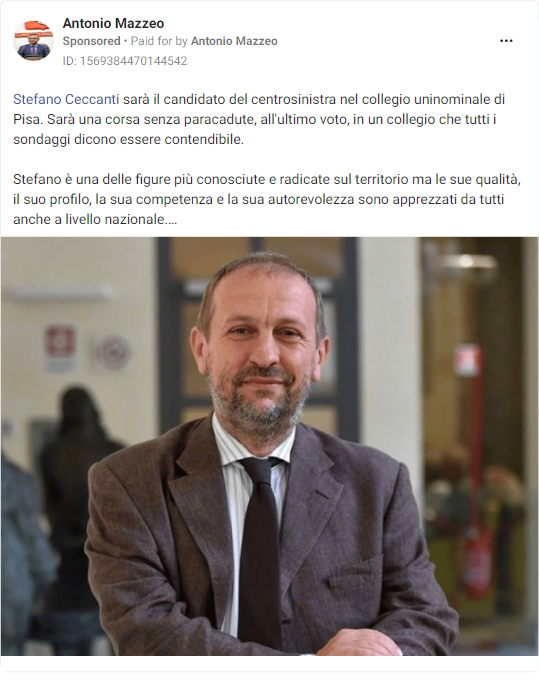 Antonio Mazzeo
Sponsored • Paid for by Antonio Mazzeo
ID: 1569384470144542
Stefano Ceccanti sarà il candidato del centrosinistra nel collegio uninominale di
Pisa. Sarà una corsa senza paracadute, all'ultimo voto, in un collegio che tutti i
sondaggi dicono essere contendibile.
Stefano è una delle figure più conosciute e radicate sul territorio ma le sue qualità,
il suo profilo, la sua competenza e la sua autorevolezza sono apprezzati da tutti
anche a livello nazionale....